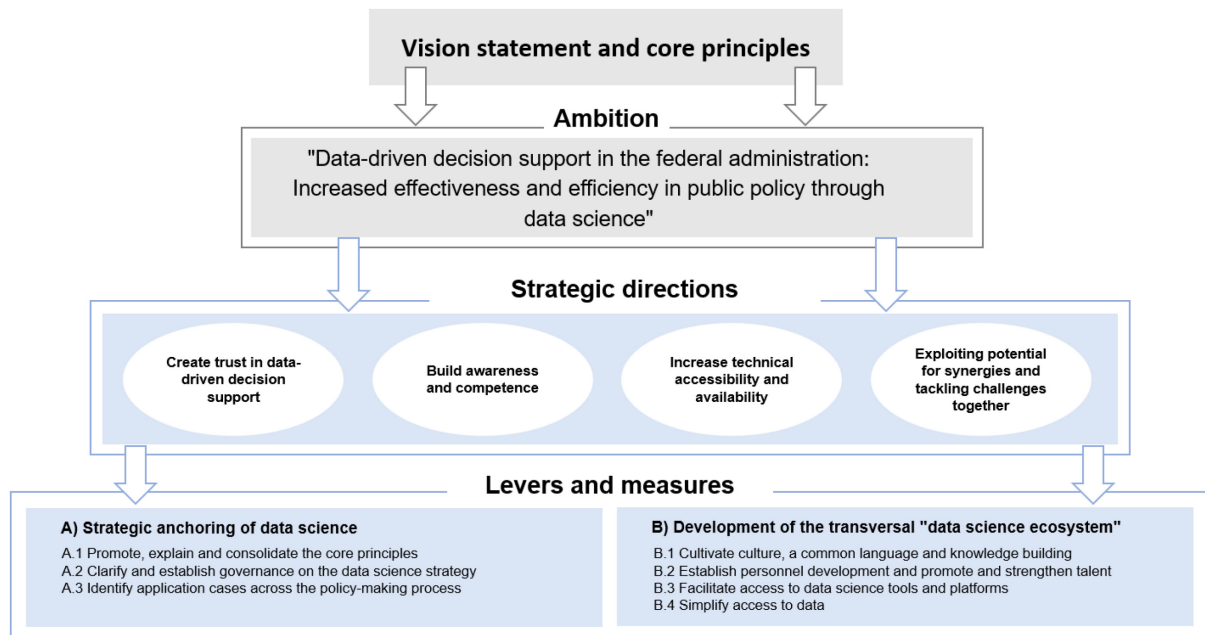 Vision statement and core principles
Ambition
"Data-driven decision support in the federal administration:
Increased effectiveness and efficiency in public policy through
data science"
Strategic directions
Create trust in data-
driven decision
support
Build awareness
and competence
Increase technical
accessibility and
availability
Exploiting potential
for synergies and
tackling challenges
together
Levers and measures
A) Strategic anchoring of data science
A.1 Promote, explain and consolidate the core principles
A.2 Clarify and establish governance on the data science strategy
A.3 Identify application cases across the policy-making process
B) Development of the transversal "data science ecosystem"
B.1 Cultivate culture, a common language and knowledge building
B.2 Establish personnel development and promote and strengthen talent
B.3 Facilitate access to data science tools and platforms
B.4 Simplify access to data